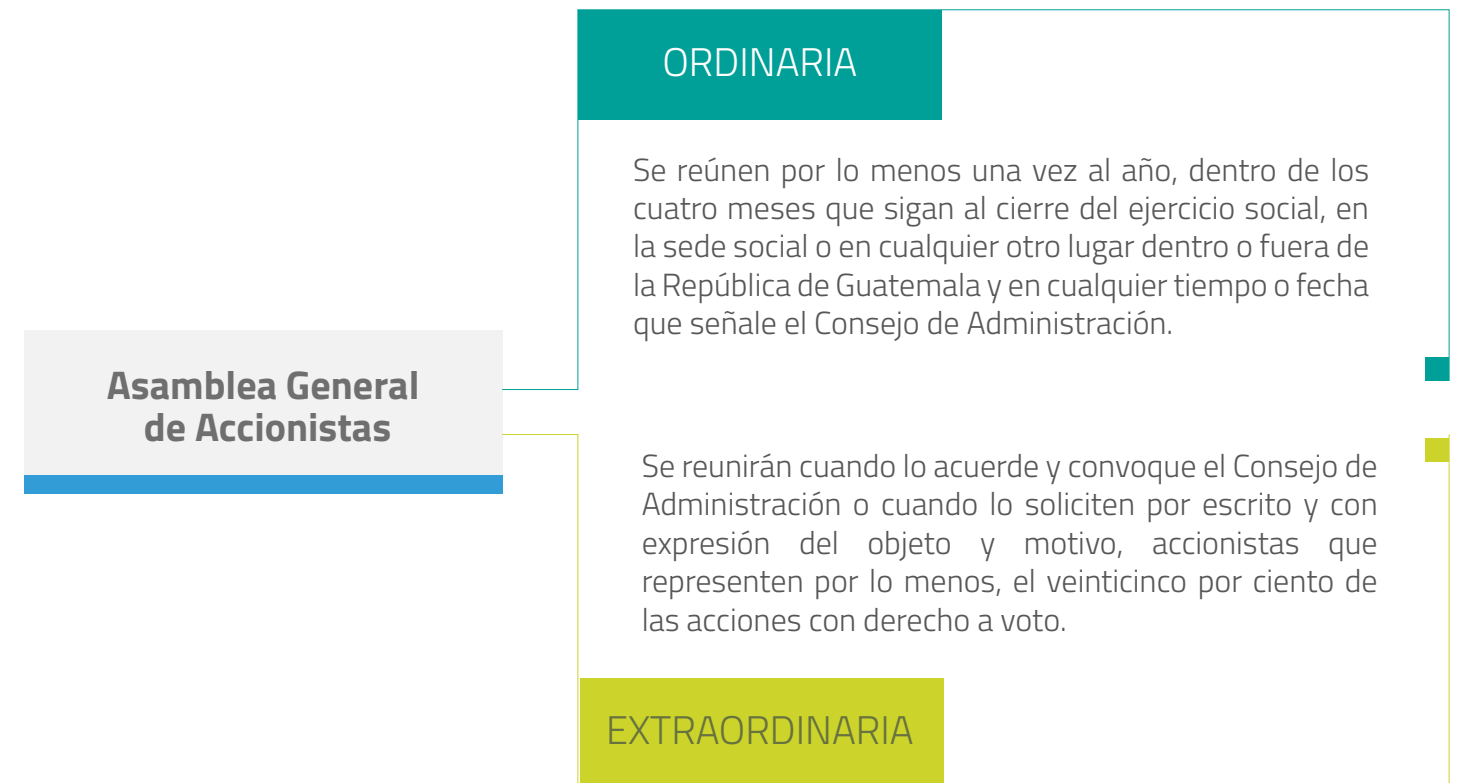 ORDINARIA
Se reúnen por lo menos una vez al año, dentro de los
cuatro meses que sigan al cierre del ejercicio social, en
la sede social o en cualquier otro lugar dentro o fuera de
la República de Guatemala y en cualquier tiempo o fecha
que señale el Consejo de Administración.
Asamblea General
de Accionistas
Se reunirán cuando lo acuerde y convoque el Consejo de
Administración o cuando lo soliciten por escrito y con
expresión del objeto y motivo, accionistas que
representen por lo menos, el veinticinco por ciento de
las acciones con derecho a voto.
EXTRAORDINARIA